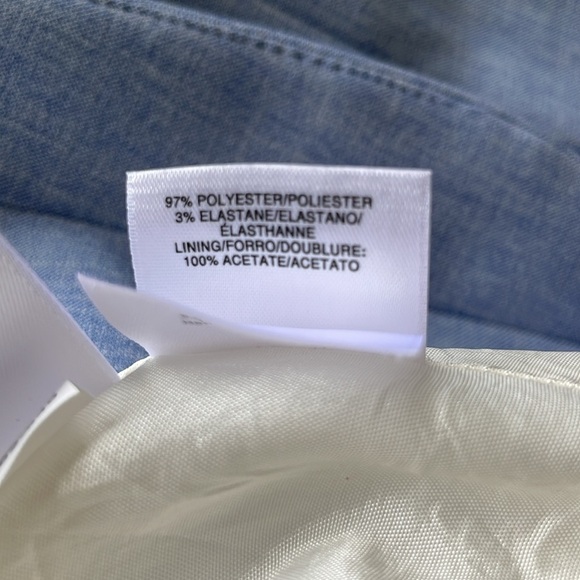 97% POLYESTER/POLIESTER
3% ELASTANE/ELASTANO/
ÉLASTHANNE
LINING/FORRO/DOUBLURE:
100% ACETATE/ACETATO